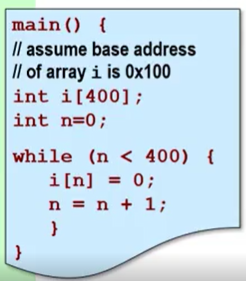 main() {
// assume base address
// of array i is 0x100
int i[400];
int n=0;
while (n < 400) {
i[n] = 0;
n = n + 1;
}
}